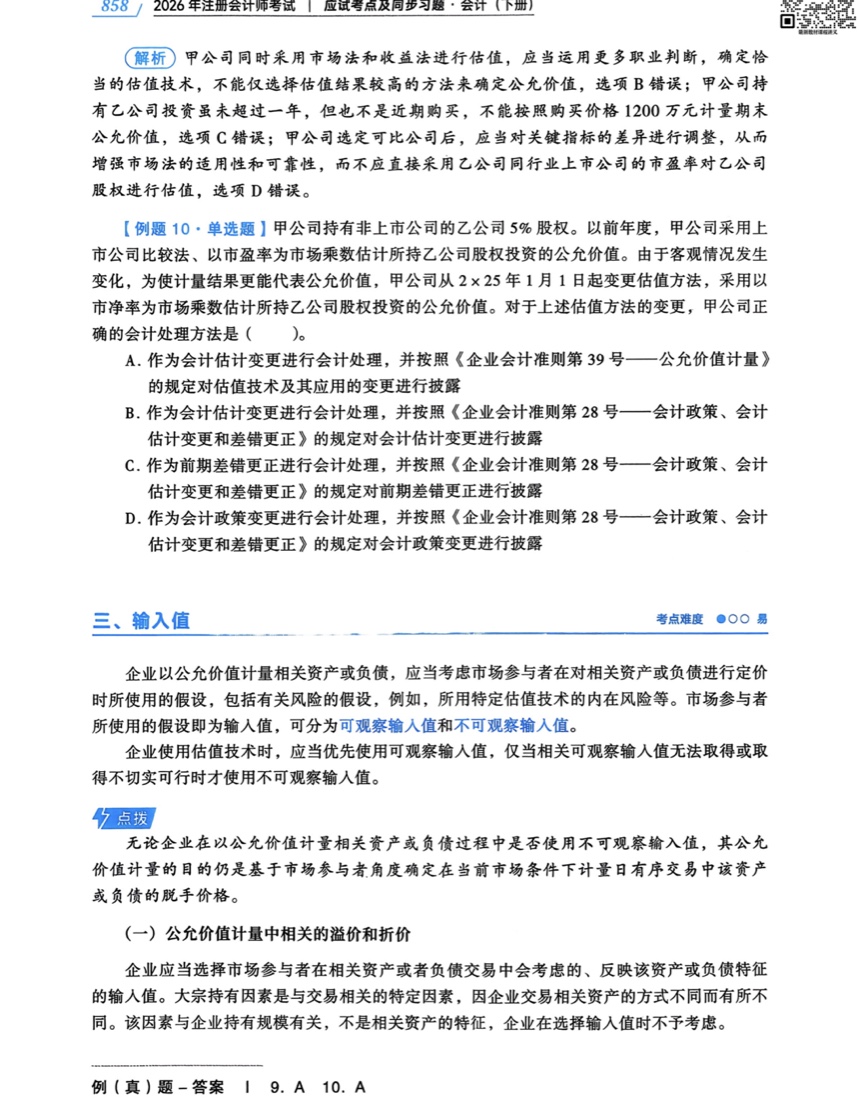 858 / 2026 年注册会计师考试 | 应试考点及同步习题·会计（下册）
解析 甲公司同时采用市场法和收益法进行估值，应当运用更多职业判断，确定恰
当的估值技术，不能仅选择估值结果较高的方法来确定公允价值，选项 B 错误；甲公司持
有乙公司投资虽未超过一年，但也不是近期购买，不能按照购买价格 1200 万元计量期末
公允价值，选项 C 错误；甲公司选定可比公司后，应当对关键指标的差异进行调整，从而
增强市场法的适用性和可靠性，而不应直接采用乙公司同行业上市公司的市盈率对乙公司
股权进行估值，选项 D 错误。
【例题 10·单选题】甲公司持有非上市公司的乙公司 5% 股权。以前年度，甲公司采用上
市公司比较法、以市盈率为市场乘数估计所持乙公司股权投资的公允价值。由于客观情况发生
变化，为使计量结果更能代表公允价值，甲公司从 2×25 年 1 月 1 日起变更估值方法，采用以
市净率为市场乘数估计所持乙公司股权投资的公允价值。对于上述估值方法的变更，甲公司正
确的会计处理方法是（　　）。
A. 作为会计估计变更进行会计处理，并按照《企业会计准则第 39 号——公允价值计量》
的规定对估值技术及其应用的变更进行披露
B. 作为会计估计变更进行会计处理，并按照《企业会计准则第 28 号——会计政策、会计
估计变更和差错更正》的规定对会计估计变更进行披露
C. 作为前期差错更正进行会计处理，并按照《企业会计准则第 28 号——会计政策、会计
估计变更和差错更正》的规定对前期差错更正进行披露
D. 作为会计政策变更进行会计处理，并按照《企业会计准则第 28 号——会计政策、会计
估计变更和差错更正》的规定对会计政策变更进行披露
三、输入值 考点难度 ●○○ 易
企业以公允价值计量相关资产或负债，应当考虑市场参与者在对相关资产或负债进行定价
时所使用的假设，包括有关风险的假设，例如，所用特定估值技术的内在风险等。市场参与者
所使用的假设即为输入值，可分为可观察输入值和不可观察输入值。
企业使用估值技术时，应当优先使用可观察输入值，仅当相关可观察输入值无法取得或取
得不切实可行时才使用不可观察输入值。
点拨
无论企业在以公允价值计量相关资产或负债过程中是否使用不可观察输入值，其公允
价值计量的目的仍是基于市场参与者角度确定在当前市场条件下计量日有序交易中该资产
或负债的脱手价格。
（一）公允价值计量中相关的溢价和折价
企业应当选择市场参与者在相关资产或者负债交易中会考虑的、反映该资产或负债特征
的输入值。大宗持有因素是与交易相关的特定因素，因企业交易相关资产的方式不同而有所不
同。该因素与企业持有规模有关，不是相关资产的特征，企业在选择输入值时不予考虑。
例（真）题－答案 | 9. A 10. A